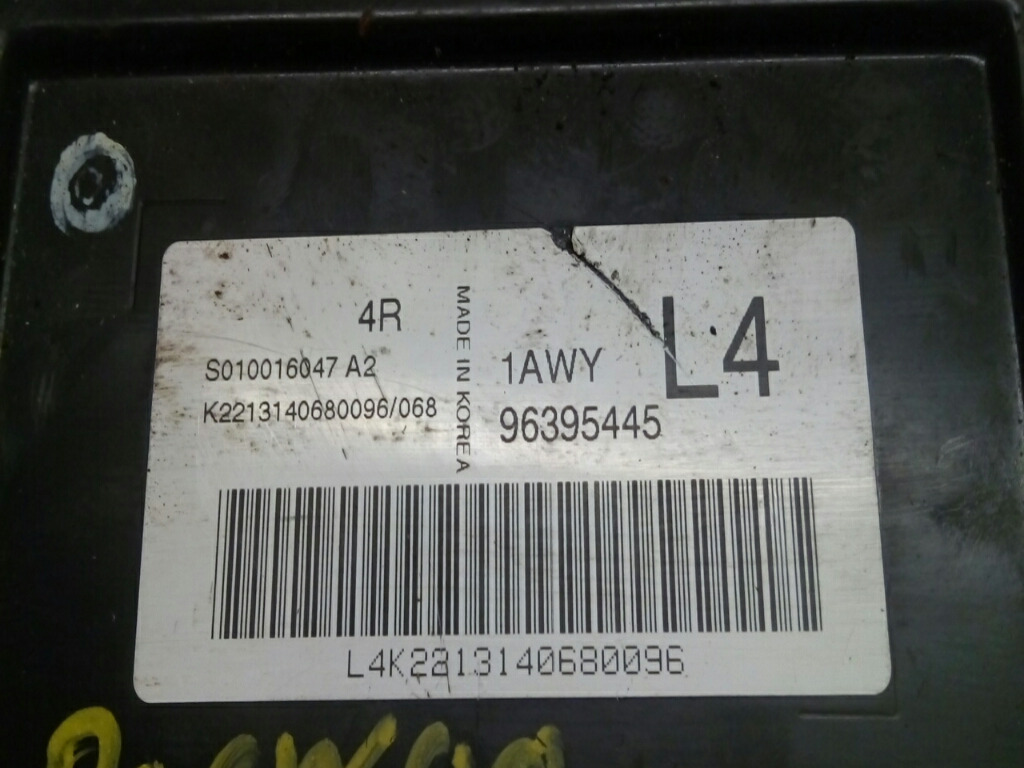 4R
S010016047 A2
K2213140680096/068
MADE IN KOREA
L4
1AWY
96395445
L4K2213140680096